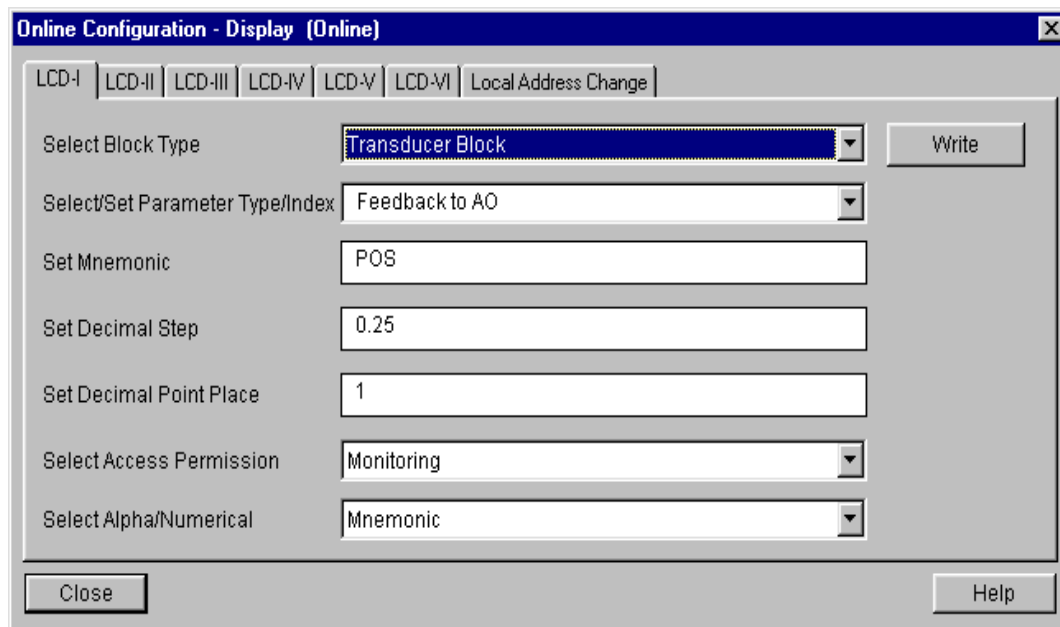 Online Configuration - Display (Online)
LCD-I LCD-II LCD-III LCD-IV LCD-V LCD-VI Local Address Change
Select Block Type Transducer Block Write
Select/Set Parameter Type/Index Feedback to AO
Set Mnemonic POS
Set Decimal Step 0.25
Set Decimal Point Place 1
Select Access Permission Monitoring
Select Alpha/Numerical Mnemonic
Close Help